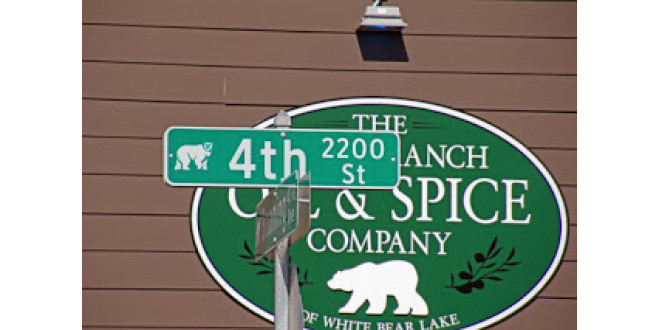 4th 2200
St
THE
ANCH
& SPICE
COMPANY
OF WHITE BEAR LAKE